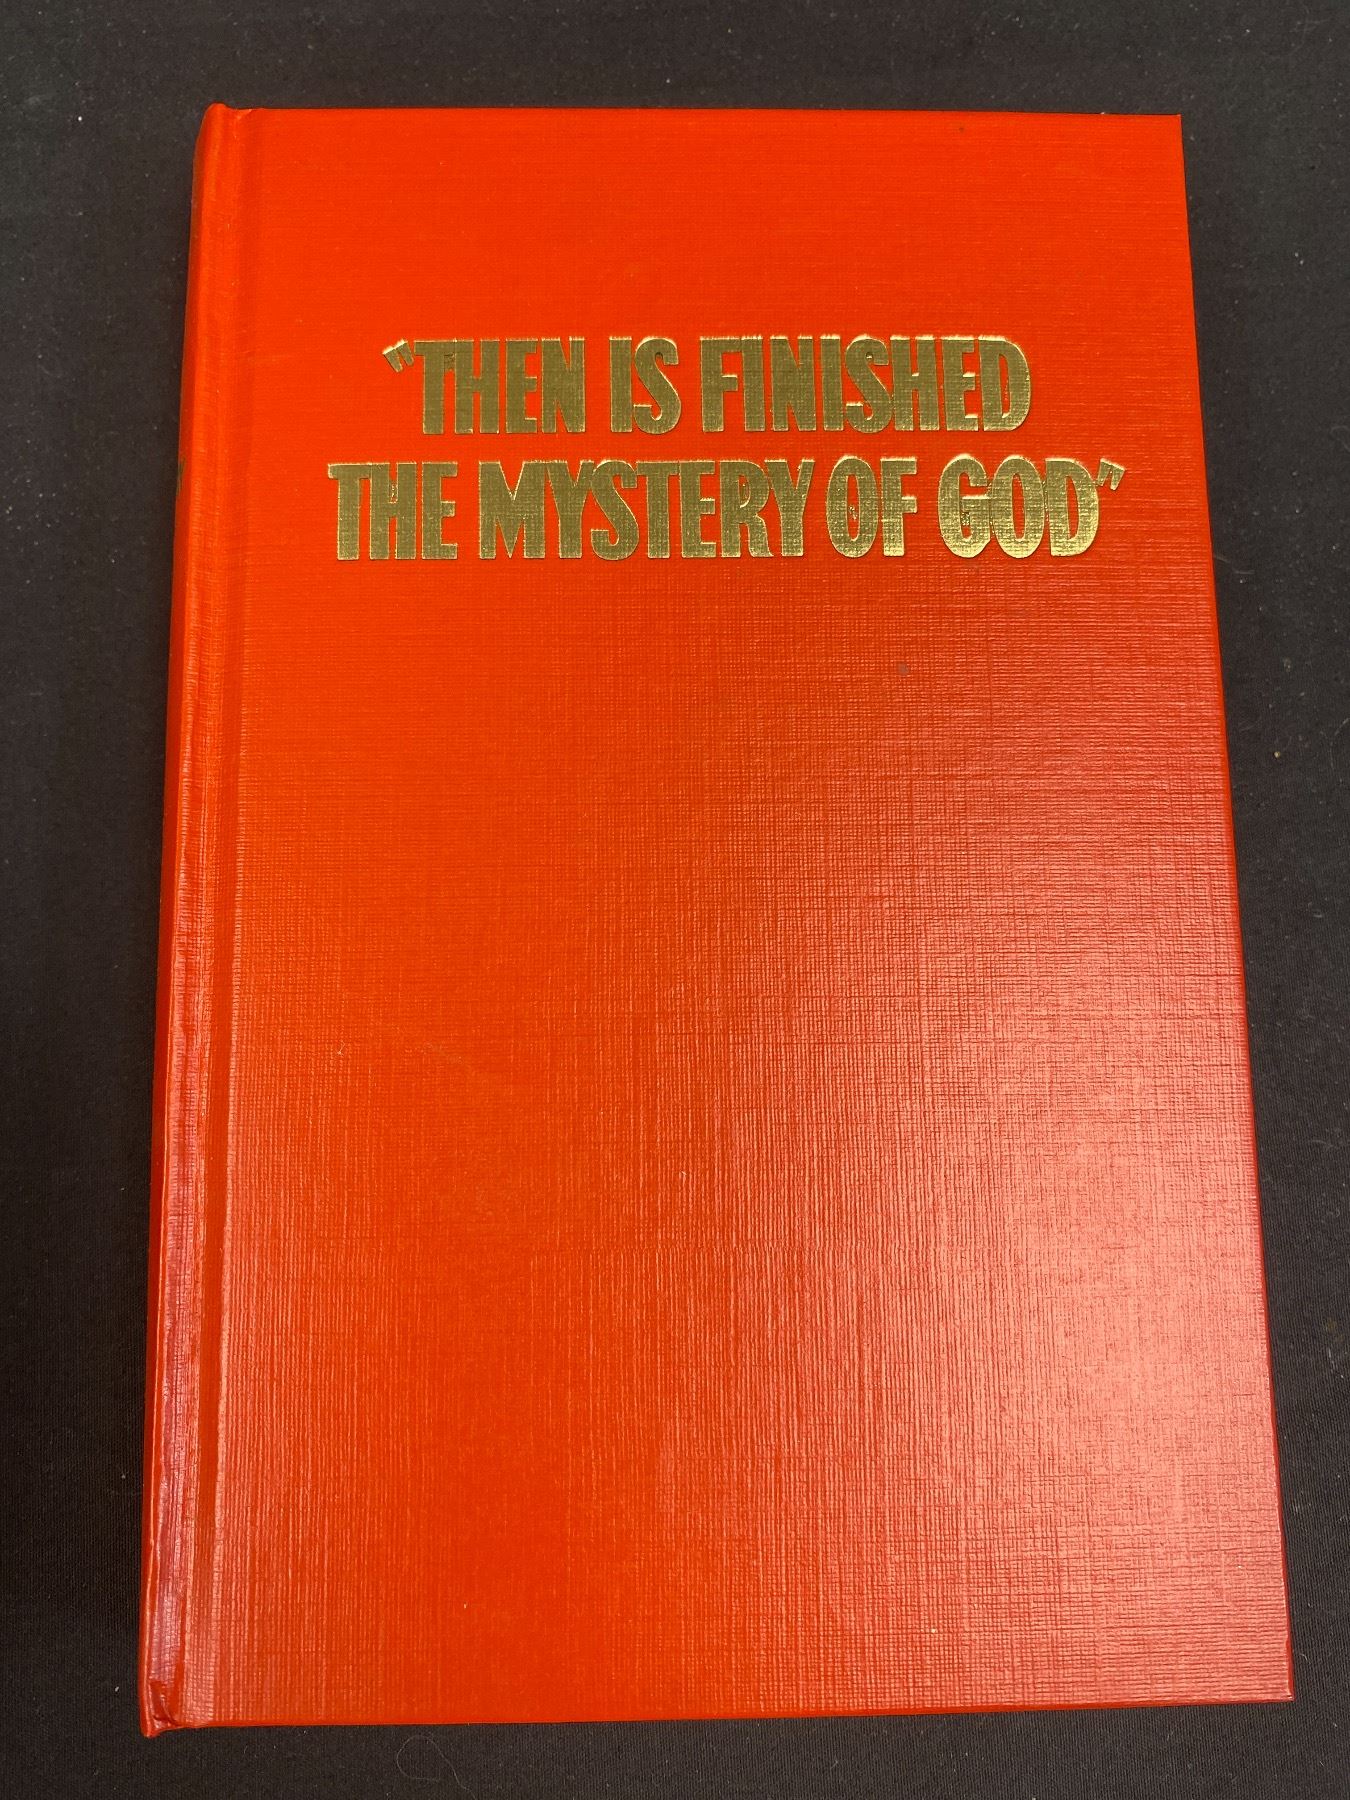 "THEN IS FINISHED
THE MYSTERY OF GOD"